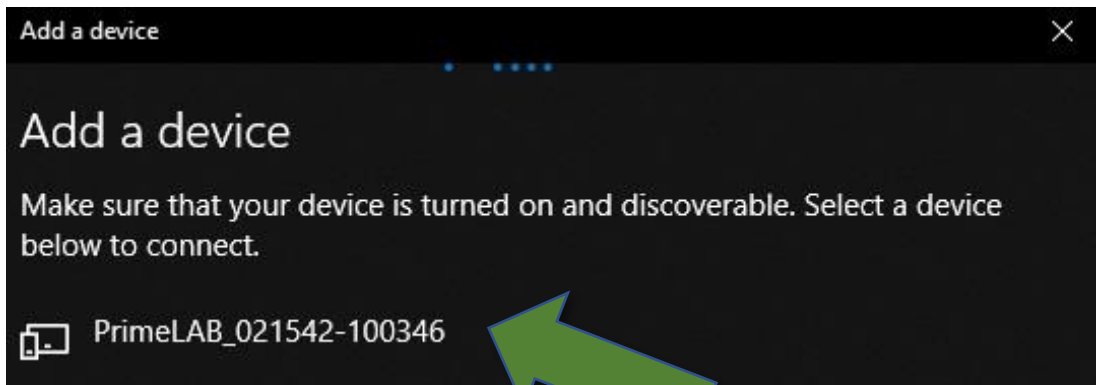 Add a device
Add a device
Make sure that your device is turned on and discoverable. Select a device
below to connect.
PrimeLAB_021542-100346